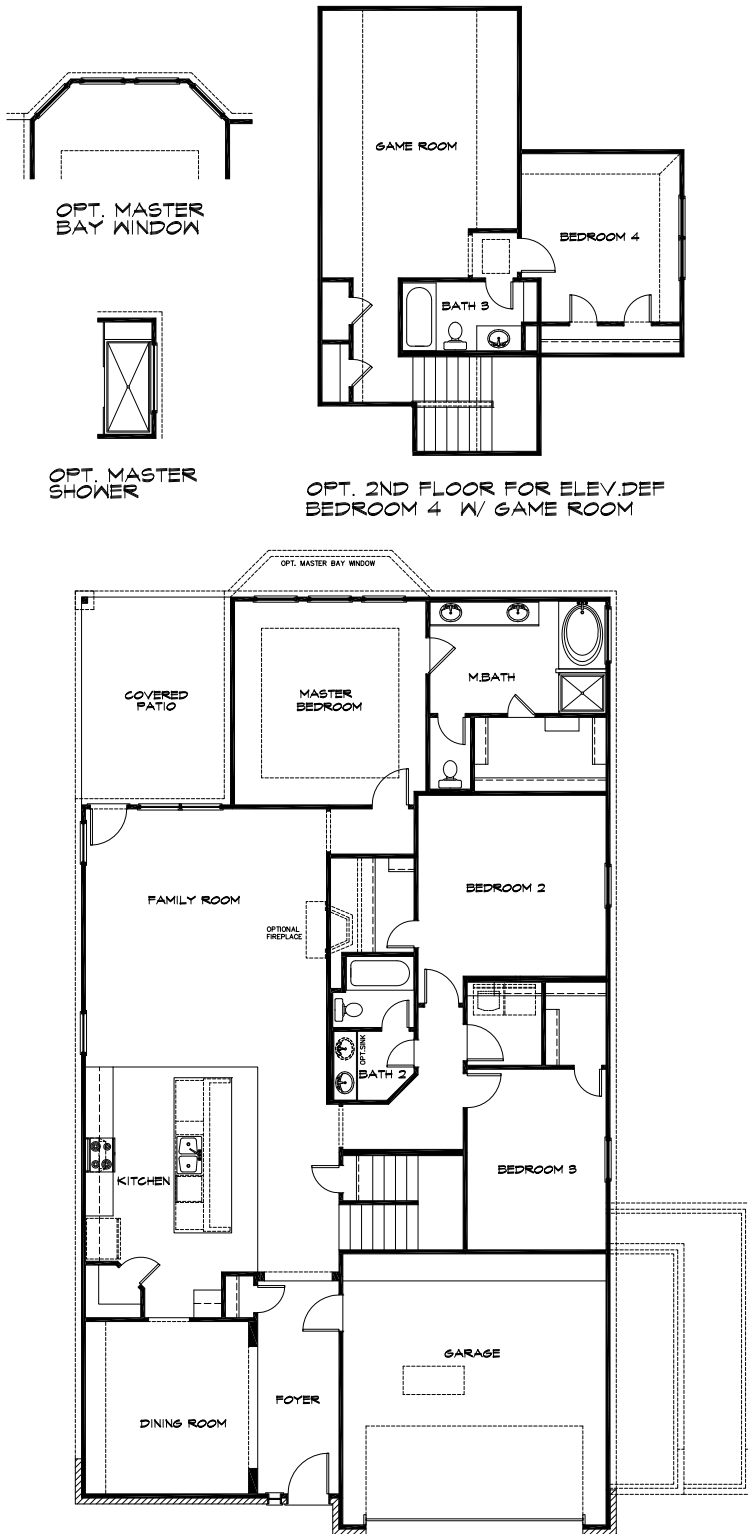 GAME ROOM
BEDROOM 4
BATH 3
OPT. MASTER
BAY WINDOW
OPT. MASTER
SHOWER
OPT. 2ND FLOOR FOR ELEV.DEF
BEDROOM 4 W/ GAME ROOM
OPT. MASTER BAY WINDOW
COVERED
PATIO
MASTER
BEDROOM
M.BATH
FAMILY ROOM
BEDROOM 2
OPTIONAL
FIREPLACE
OPT.SINK
BATH 2
KITCHEN
BEDROOM 3
GARAGE
FOYER
DINING ROOM